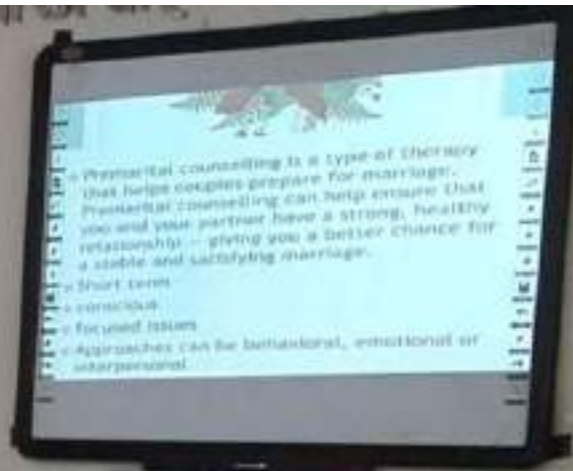 Premarital counselling is a type of therapy
that helps couples prepare for marriage.
Premarital counselling can help ensure that
you and your partner have a strong, healthy
relationship – giving you a better chance for
a stable and satisfying marriage.
Short term
conscious
focused issues
Approaches can be behavioral, emotional or
interpersonal